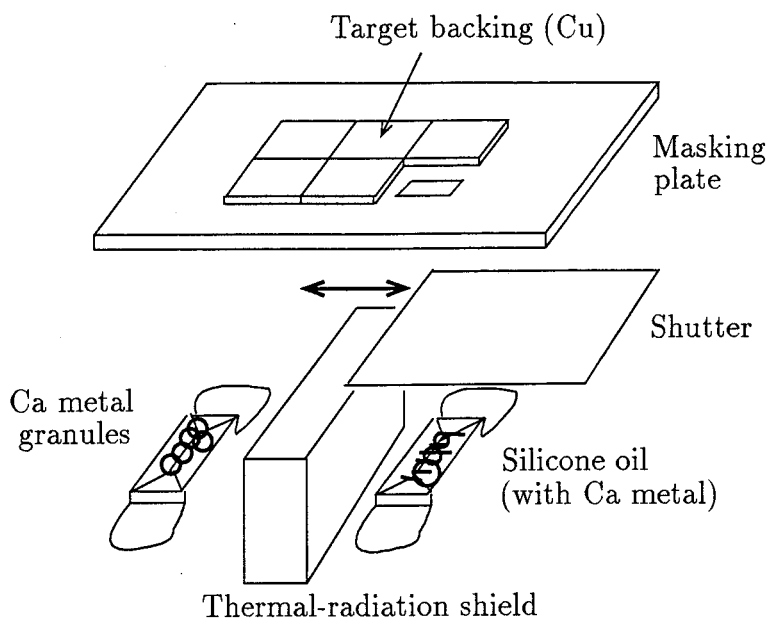 Target backing (Cu)
Masking
plate
Shutter
Ca metal
granules
Silicone oil
(with Ca metal)
Thermal-radiation shield